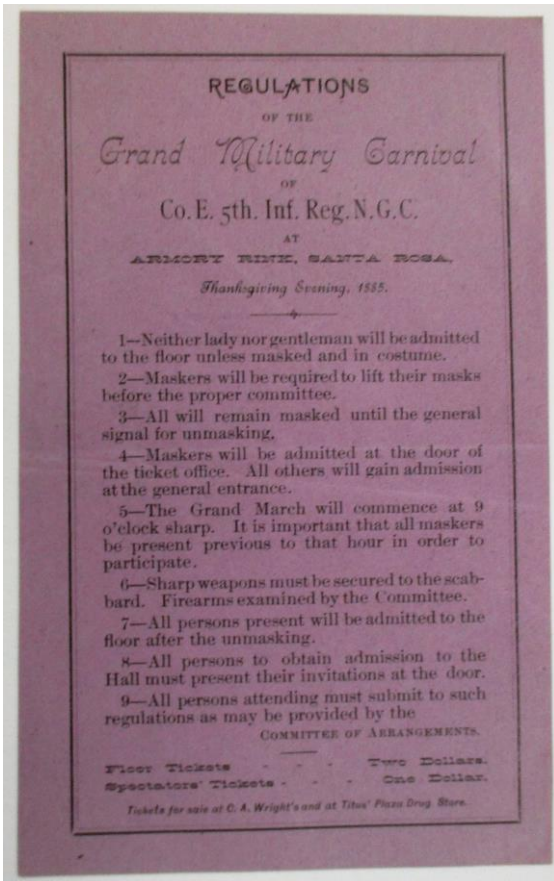 REGULATIONS
OF THE
Grand Military Carnival
OF
Co. E. 5th. Inf. Reg. N. G. C.
AT
ARMORY RINK, SANTA ROSA,
Thanksgiving Evening, 1885.
1—Neither lady nor gentleman will be admitted
to the floor unless masked and in costume.
2—Maskers will be required to lift their masks
before the proper committee.
3—All will remain masked until the general
signal for unmasking.
4—Maskers will be admitted at the door of
the ticket office. All others will gain admission
at the general entrance.
5—The Grand March will commence at 9
o'clock sharp. It is important that all maskers
be present previous to that hour in order to
participate.
6—Sharp weapons must be secured to the scab-
bard. Firearms examined by the Committee.
7—All persons present will be admitted to the
floor after the unmasking.
8—All persons to obtain admission to the
Hall must present their invitations at the door.
9—All persons attending must submit to such
regulations as may be provided by the
COMMITTEE OF ARRANGEMENTS.
Floor Tickets - - - Two Dollars.
Spectators' Tickets - - - One Dollar.
Tickets for sale at C. A. Wright's and at Titus' Plaza Drug Store.